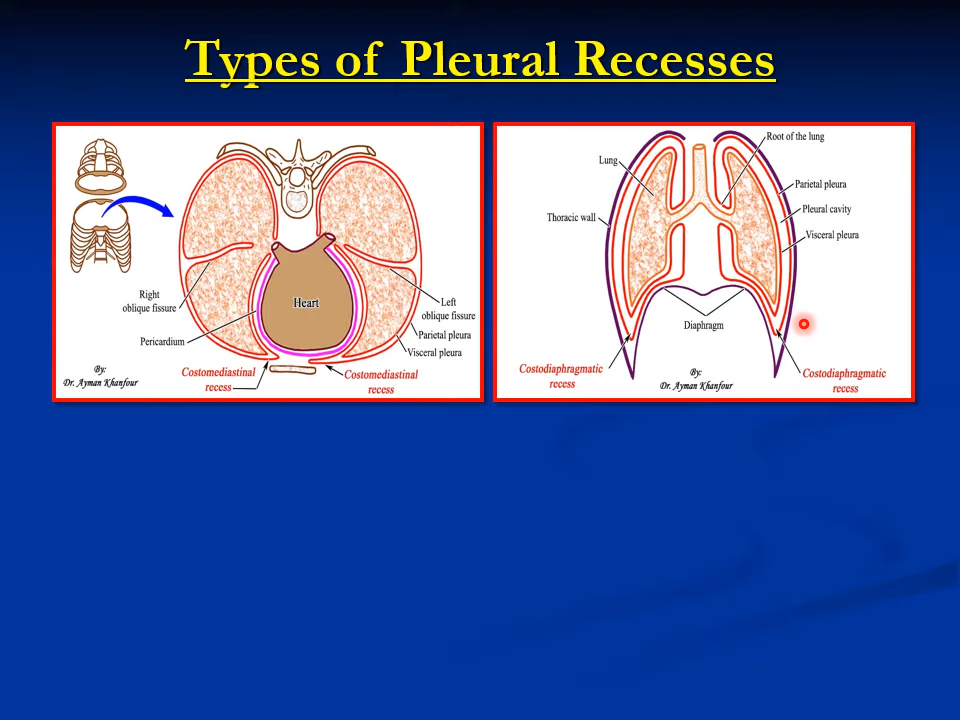 Types of Pleural Recesses
Right
oblique fissure
Pericardium
Heart
Left
oblique fissure
Parietal pleura
Visceral pleura
Costomediastinal
recess
Costomediastinal
recess
By:
Dr. Ayman Khanfour
Root of the lung
Lung
Parietal pleura
Thoracic wall
Pleural cavity
Visceral pleura
Diaphragm
Costodiaphragmatic
recess
Costodiaphragmatic
recess
By:
Dr. Ayman Khanfour